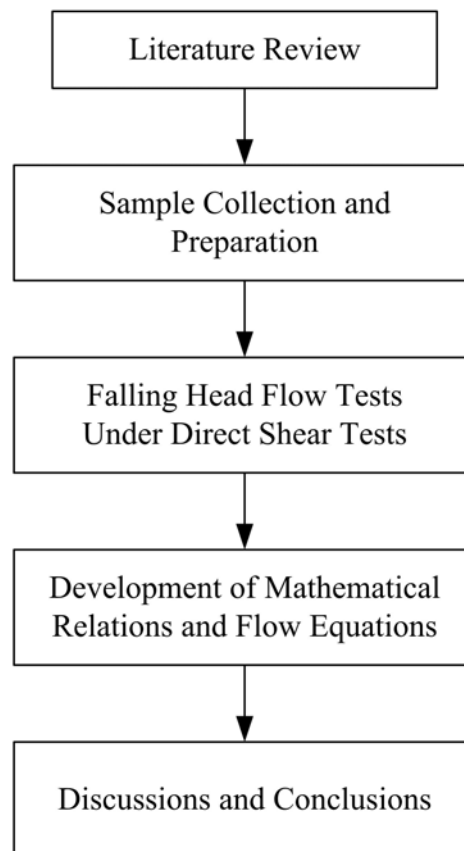 Literature Review
Sample Collection and
Preparation
Falling Head Flow Tests
Under Direct Shear Tests
Development of Mathematical
Relations and Flow Equations
Discussions and Conclusions